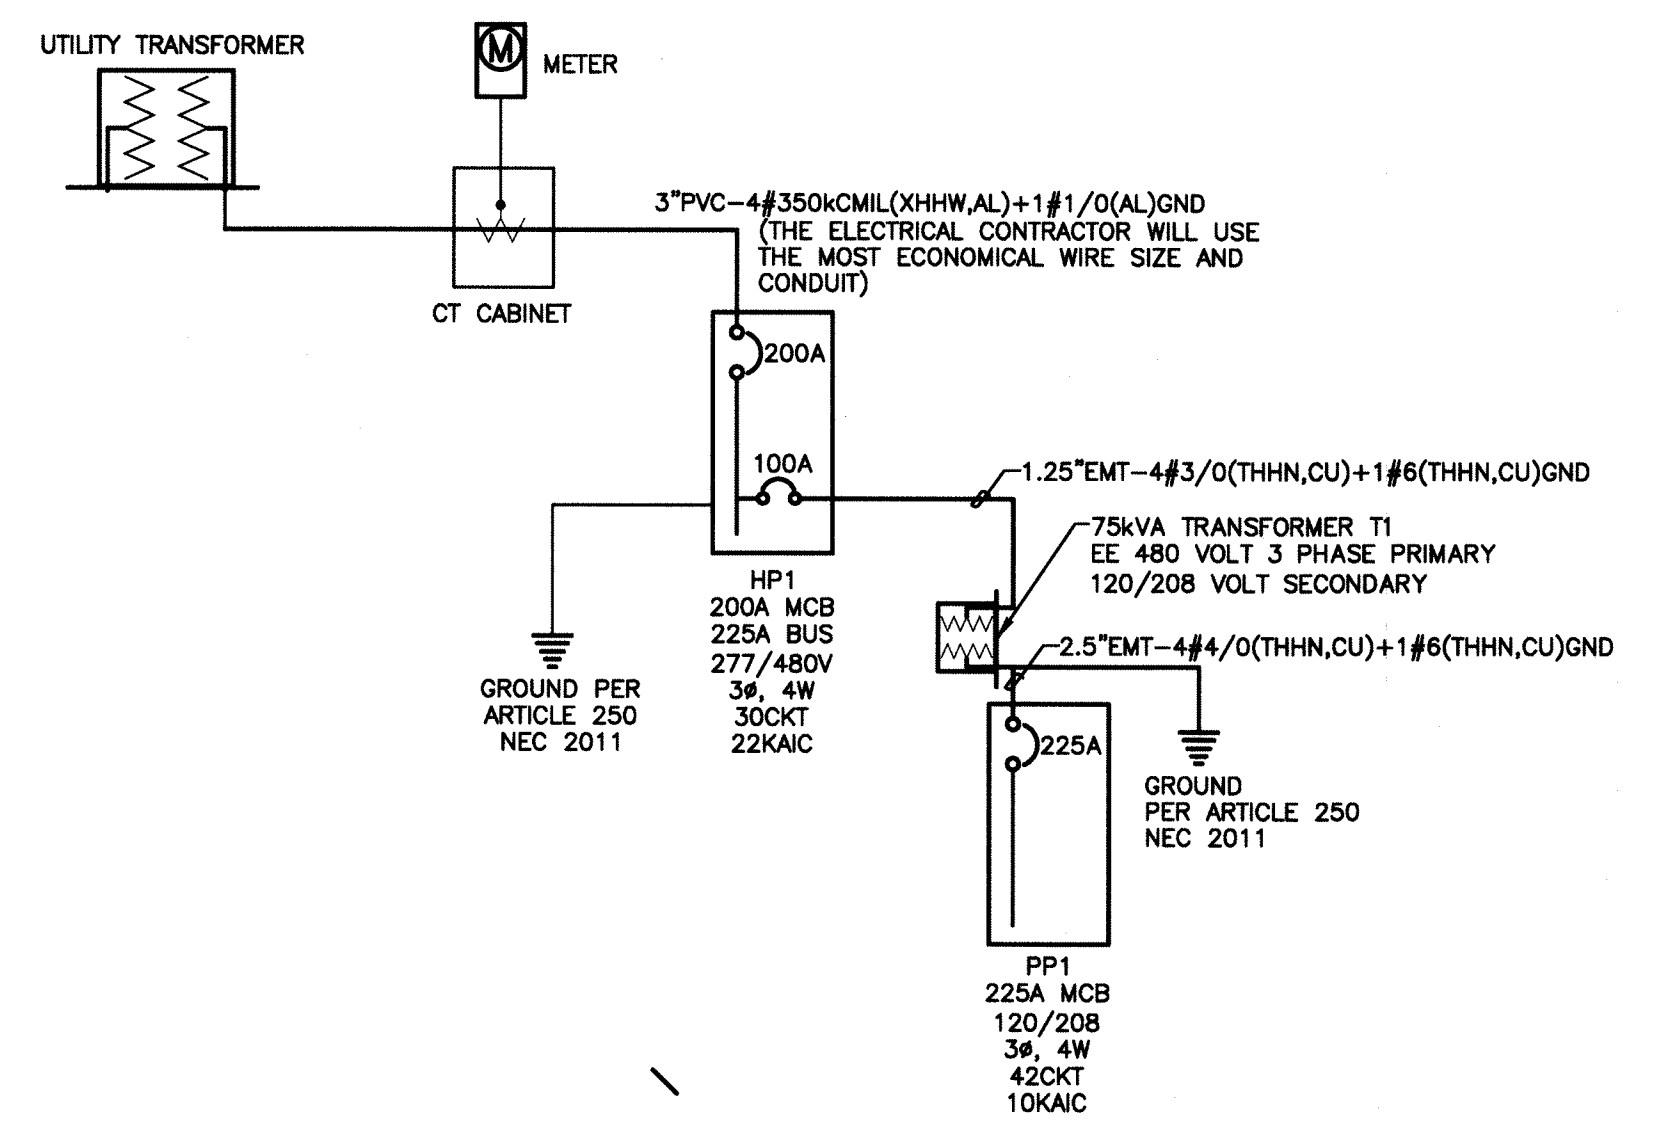 UTILITY TRANSFORMER
M
METER
3"PVC-4#350kCMIL(XHHW,AL)+1#1/0(AL)GND
(THE ELECTRICAL CONTRACTOR WILL USE
THE MOST ECONOMICAL WIRE SIZE AND
CONDUIT)
CT CABINET
200A
100A
1.25"EMT-4#3/0(THHN,CU)+1#6(THHN,CU)GND
75kVA TRANSFORMER T1
EE 480 VOLT 3 PHASE PRIMARY
120/208 VOLT SECONDARY
HP1
200A MCB
225A BUS
277/480V
3ø, 4W
30CKT
22KAIC
2.5"EMT-4#4/0(THHN,CU)+1#6(THHN,CU)GND
GROUND PER
ARTICLE 250
NEC 2011
225A
GROUND
PER ARTICLE 250
NEC 2011
PP1
225A MCB
120/208
3ø, 4W
42CKT
10KAIC